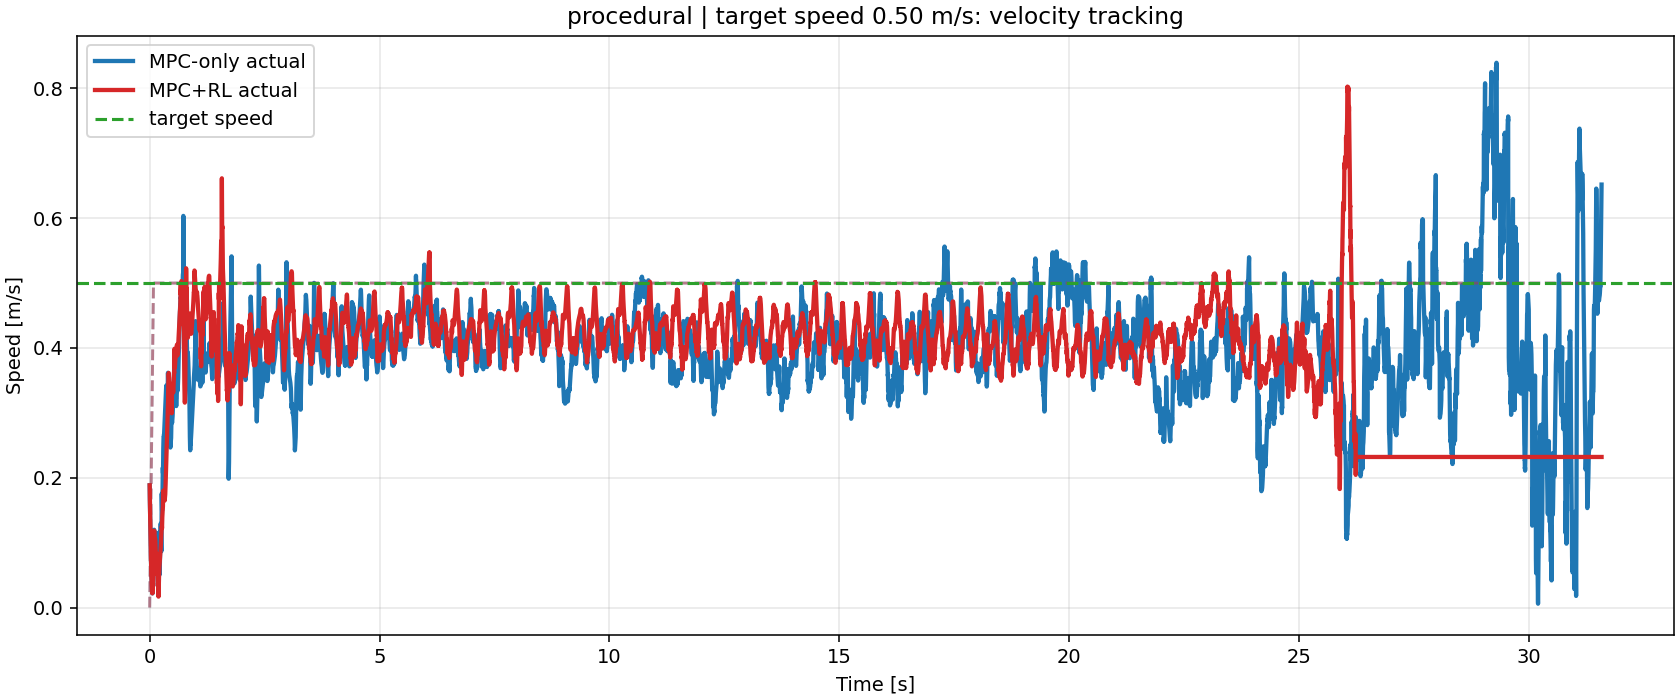 procedural | target speed 0.50 m/s: velocity tracking
MPC-only actual
MPC+RL actual
target speed
Speed [m/s]
0.8
0.6
0.4
0.2
0.0
0 5 10 15 20 25 30
Time [s]